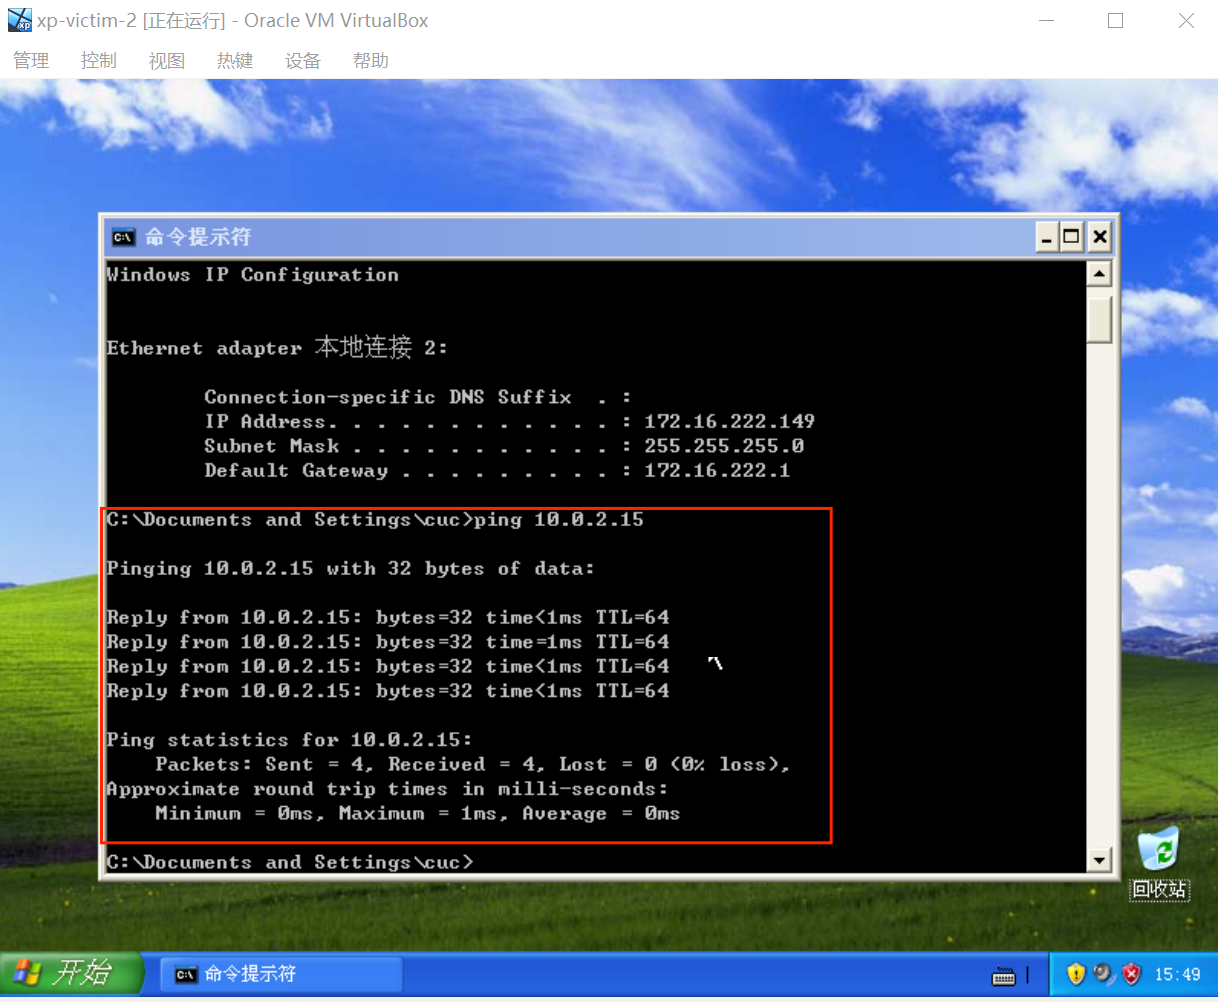 xp-victim-2 [正在运行] - Oracle VM VirtualBox
管理 控制 视图 热键 设备 帮助
命令提示符
Windows IP Configuration
Ethernet adapter 本地连接 2:
Connection-specific DNS Suffix  . :
IP Address. . . . . . . . . . . . : 172.16.222.149
Subnet Mask . . . . . . . . . . . : 255.255.255.0
Default Gateway . . . . . . . . . : 172.16.222.1
C:\Documents and Settings\cuc>ping 10.0.2.15
Pinging 10.0.2.15 with 32 bytes of data:
Reply from 10.0.2.15: bytes=32 time<1ms TTL=64
Reply from 10.0.2.15: bytes=32 time=1ms TTL=64
Reply from 10.0.2.15: bytes=32 time<1ms TTL=64
Reply from 10.0.2.15: bytes=32 time<1ms TTL=64
Ping statistics for 10.0.2.15:
Packets: Sent = 4, Received = 4, Lost = 0 (0% loss),
Approximate round trip times in milli-seconds:
Minimum = 0ms, Maximum = 1ms, Average = 0ms
C:\Documents and Settings\cuc>
回收站
开始 命令提示符 15:49